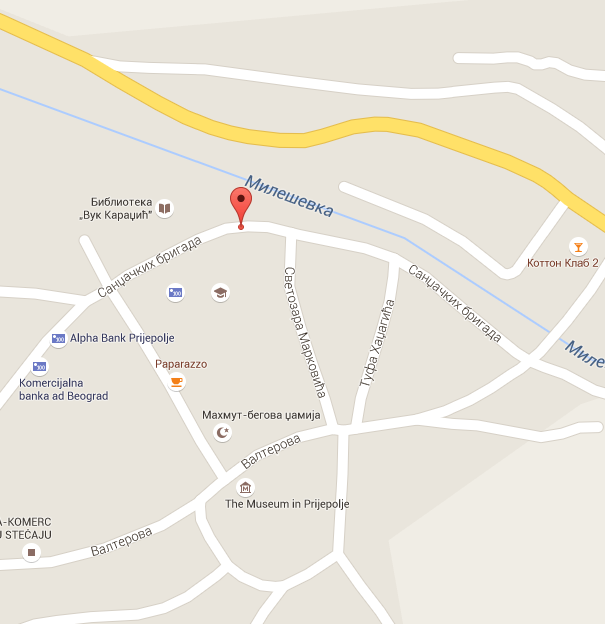 Милешевка
Библиотека
„Вук Караџић"
Санџачких бригада
Коттон Клаб 2
Светозара Марковића
Туфа Хаџагића
Санџачких бригада
Alpha Bank Prijepolje
Миле
Paparazzo
Komercijalna
banka ad Beograd
Махмут-бегова џамија
Валтерова
The Museum in Prijepolje
A-KOMERC
U STEČAJU
Валтерова